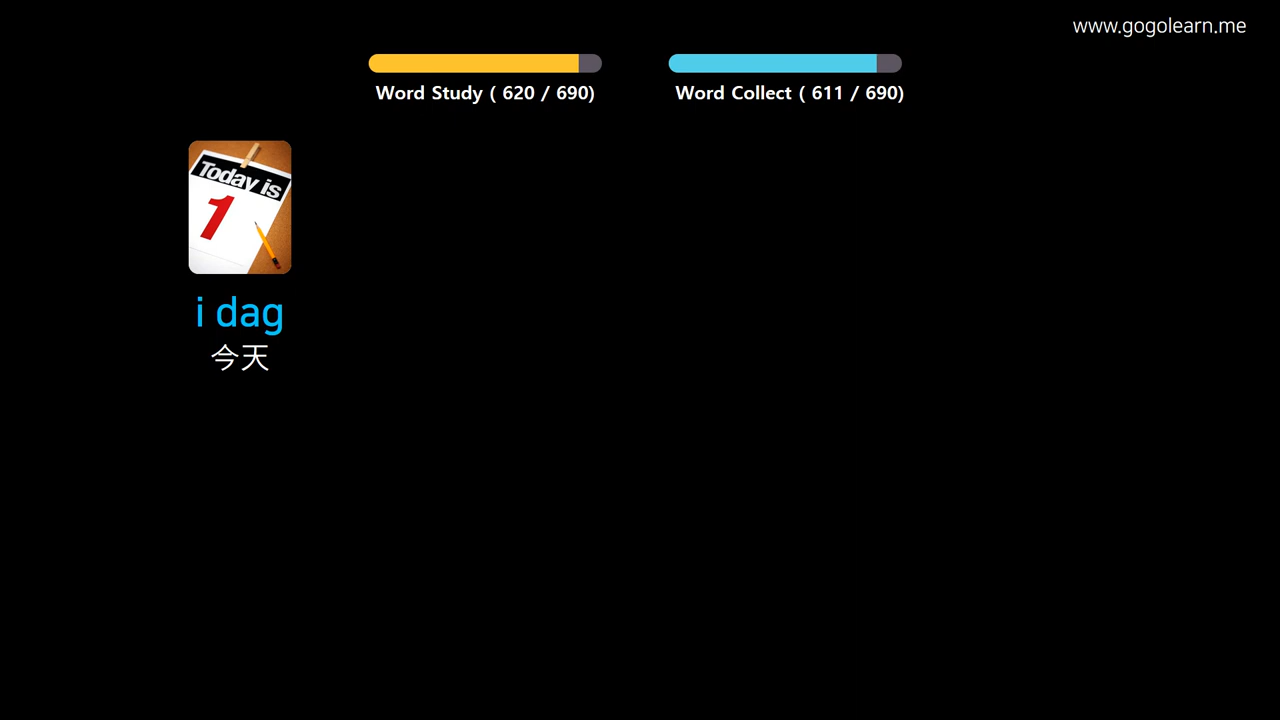 www.gogolearn.me
Word Study ( 620 / 690)
Word Collect ( 611 / 690)
Today is
1
i dag
今天